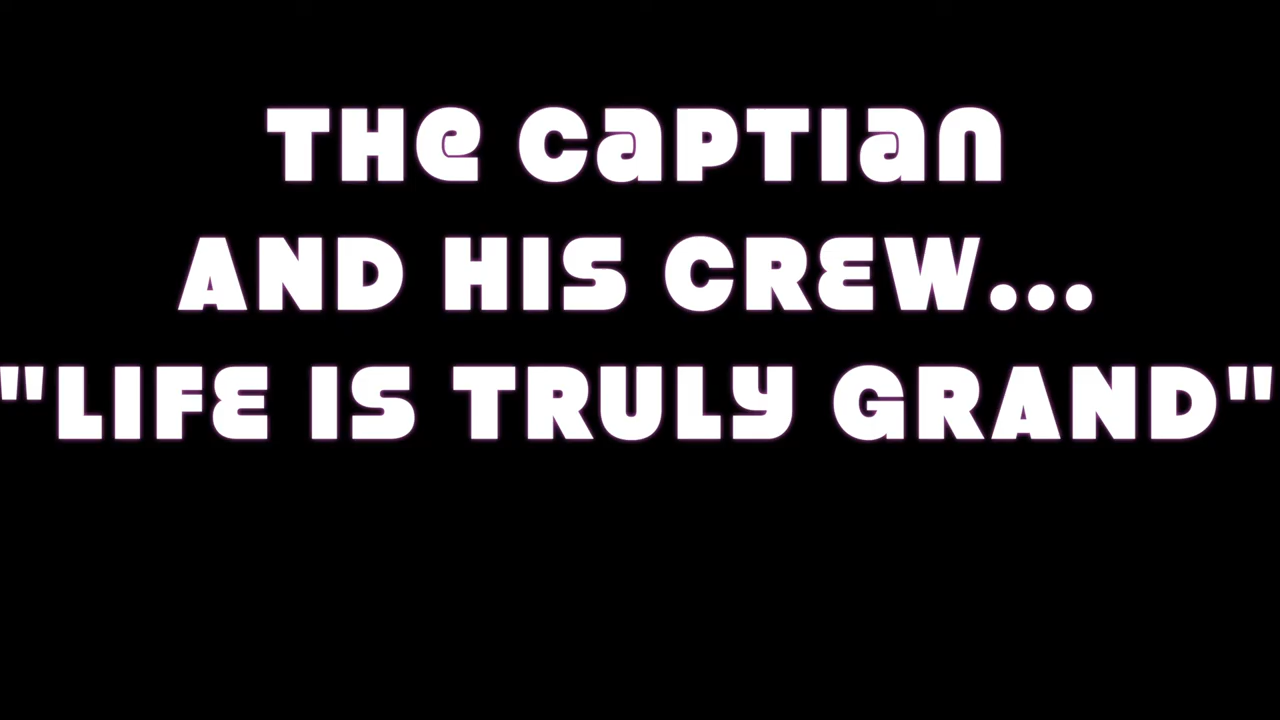 THe CaPTIan
AND HIS CREW...
"LIFE IS TRULY GRAND"